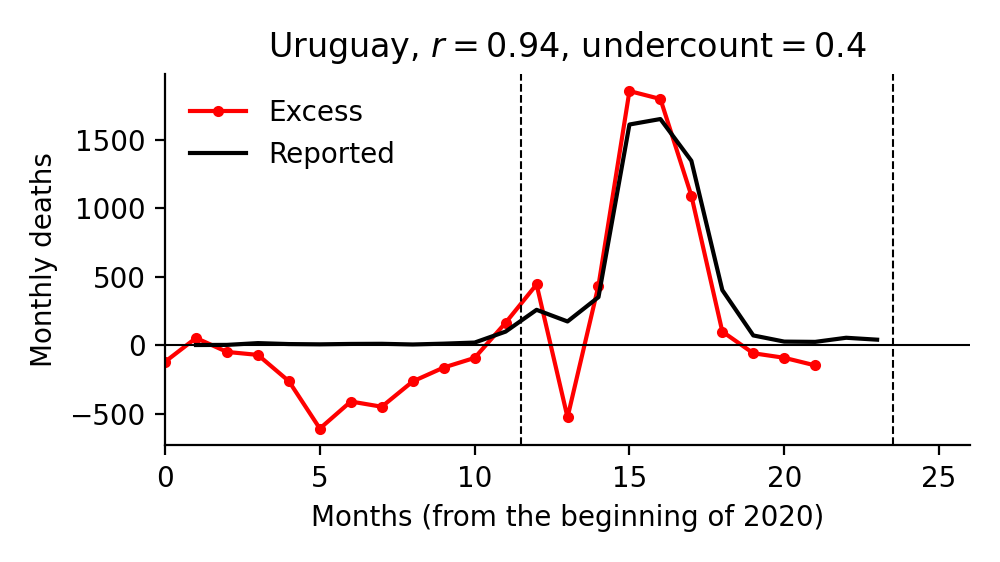 Uruguay, r = 0.94, undercount = 0.4
Excess
Reported
Monthly deaths
1500
1000
500
0
−500
0 5 10 15 20 25
Months (from the beginning of 2020)